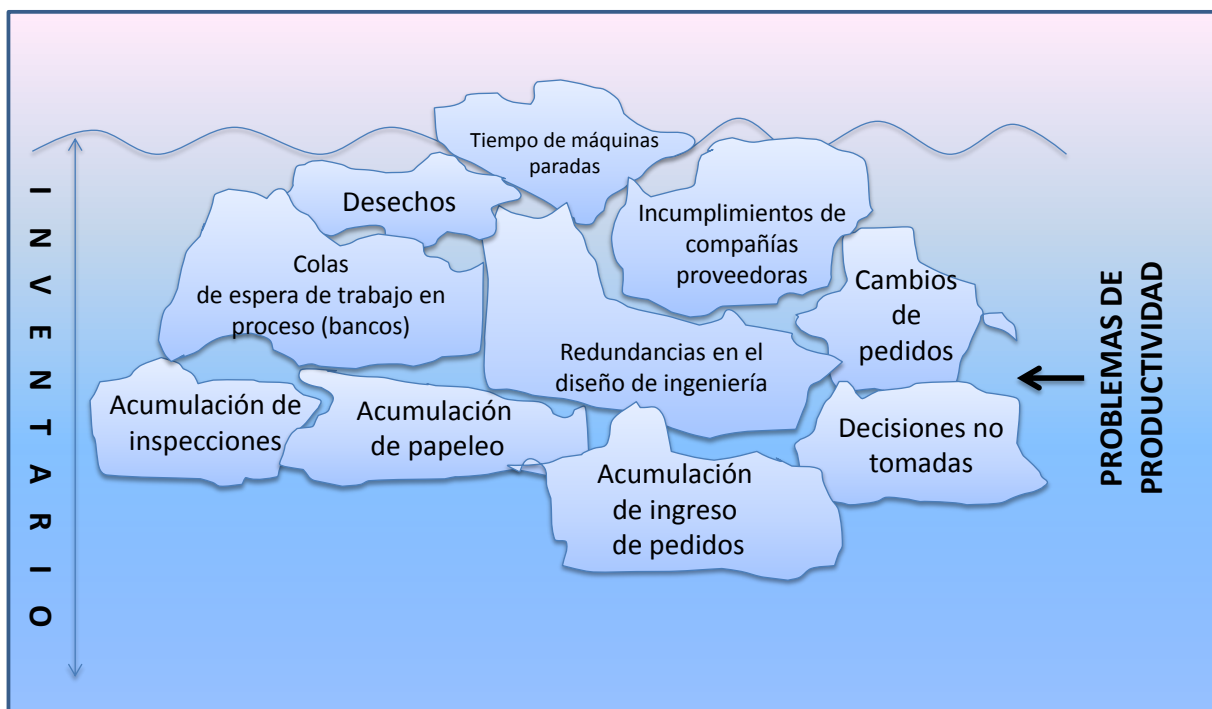 Tiempo de máquinas
paradas
Desechos
Incumplimientos de
compañías
proveedoras
Colas
de espera de trabajo en
proceso (bancos)
Cambios
de
pedidos
Redundancias en el
diseño de ingeniería
Acumulación de
inspecciones
Acumulación
de papeleo
Decisiones no
tomadas
Acumulación
de ingreso
de pedidos
INVENTARIO
PROBLEMAS DE
PRODUCTIVIDAD